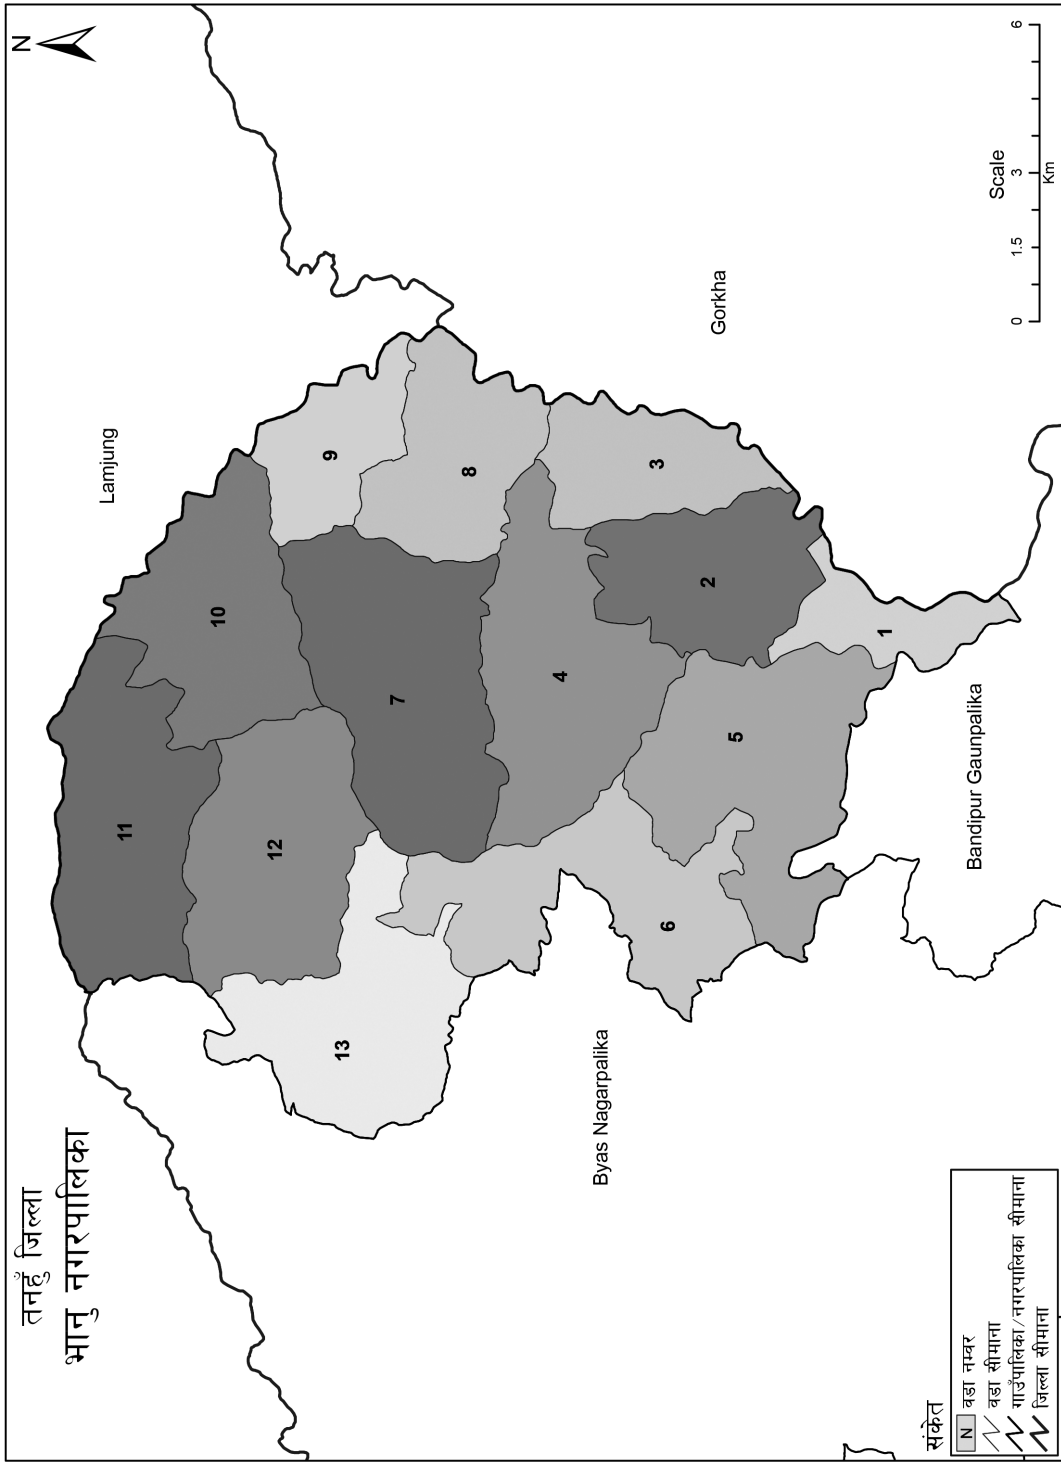 तनहुँ जिल्ला
भानु नगरपालिका
N
Lamjung
Gorkha
Byas Nagarpalika
Bandipur Gaunpalika
11
10
9
12
7
8
13
4
3
2
6
5
1
संकेत
N वडा नम्बर
वडा सीमाना
गाउँपालिका/नगरपालिका सीमाना
जिल्ला सीमाना
Scale
0 1.5 3 6
Km